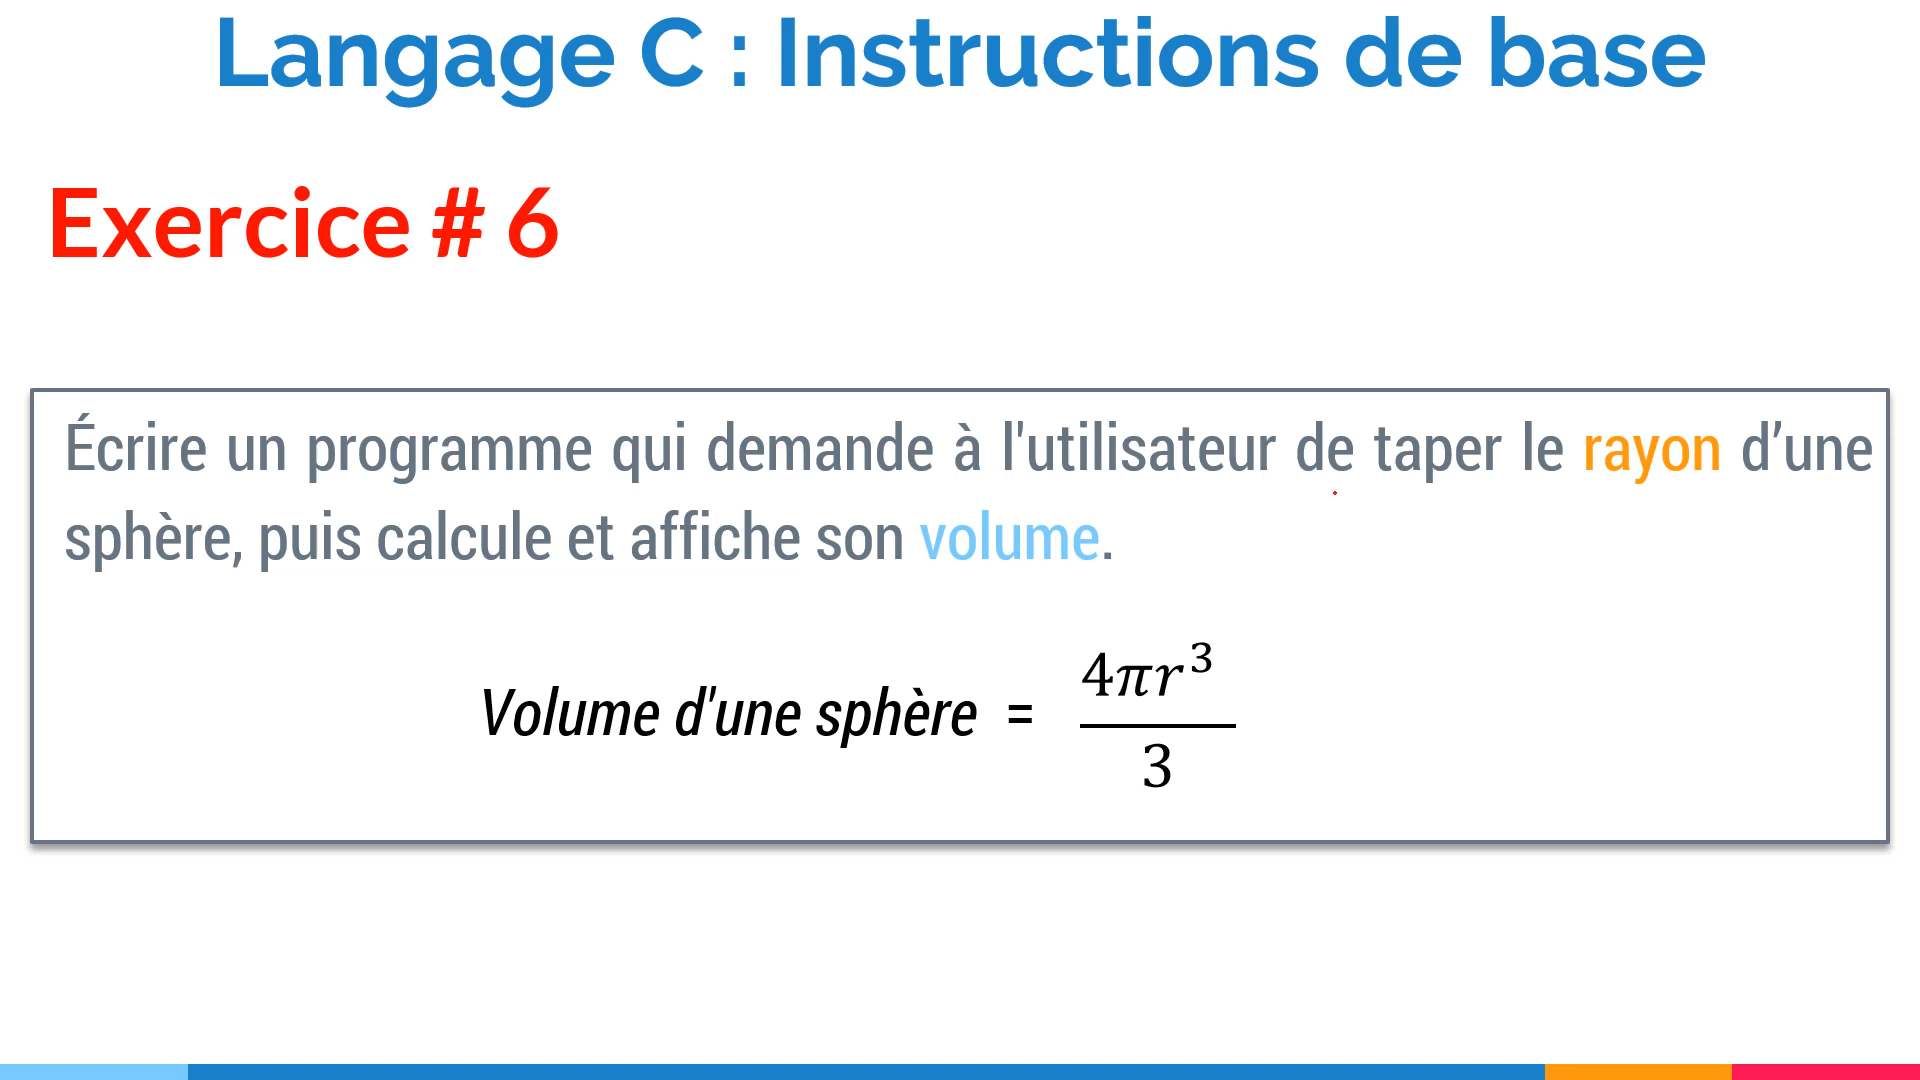 Langage C : Instructions de base
Exercice # 6
Écrire un programme qui demande à l'utilisateur de taper le rayon d’une
sphère, puis calcule et affiche son volume.
Volume d'une sphère = 4πr³ / 3